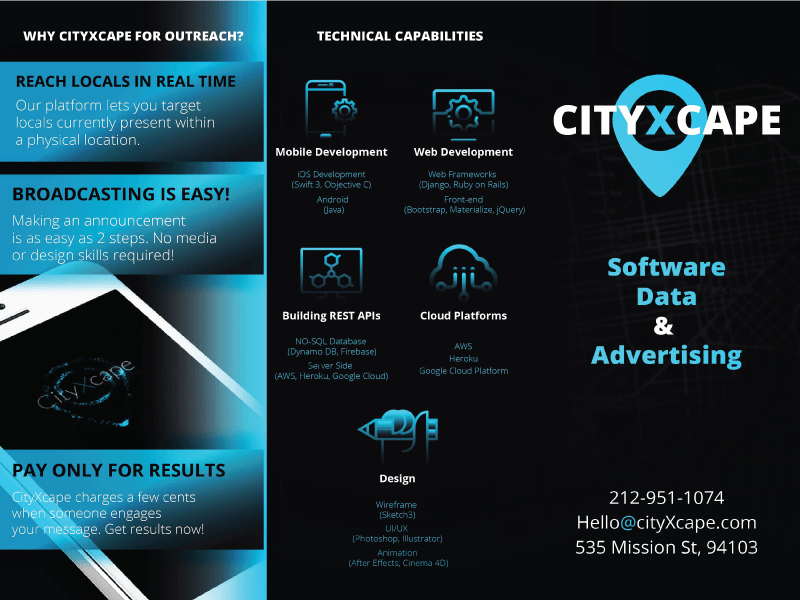 WHY CITYXCAPE FOR OUTREACH?
REACH LOCALS IN REAL TIME
Our platform lets you target
locals currently present within
a physical location.
BROADCASTING IS EASY!
Making an announcement
is as easy as 2 steps. No media
or design skills required!
CityXcape
PAY ONLY FOR RESULTS
CityXcape charges a few cents
when someone engages
your message. Get results now!
TECHNICAL CAPABILITIES
Mobile Development
iOS Development
(Swift 3, Objective C)
Android
(Java)
Web Development
Web Frameworks
(Django, Ruby on Rails)
Front-end
(Bootstrap, Materialize, jQuery)
Building REST APIs
NO-SQL Database
(Dynamo DB, Firebase)
Server Side
(AWS, Heroku, Google Cloud)
Cloud Platforms
AWS
Heroku
Google Cloud Platform
Design
Wireframe
(Sketch3)
UI/UX
(Photoshop, Illustrator)
Animation
(After Effects, Cinema 4D)
CITYXCAPE
Software
Data
&
Advertising
212-951-1074
Hello@cityXcape.com
535 Mission St, 94103